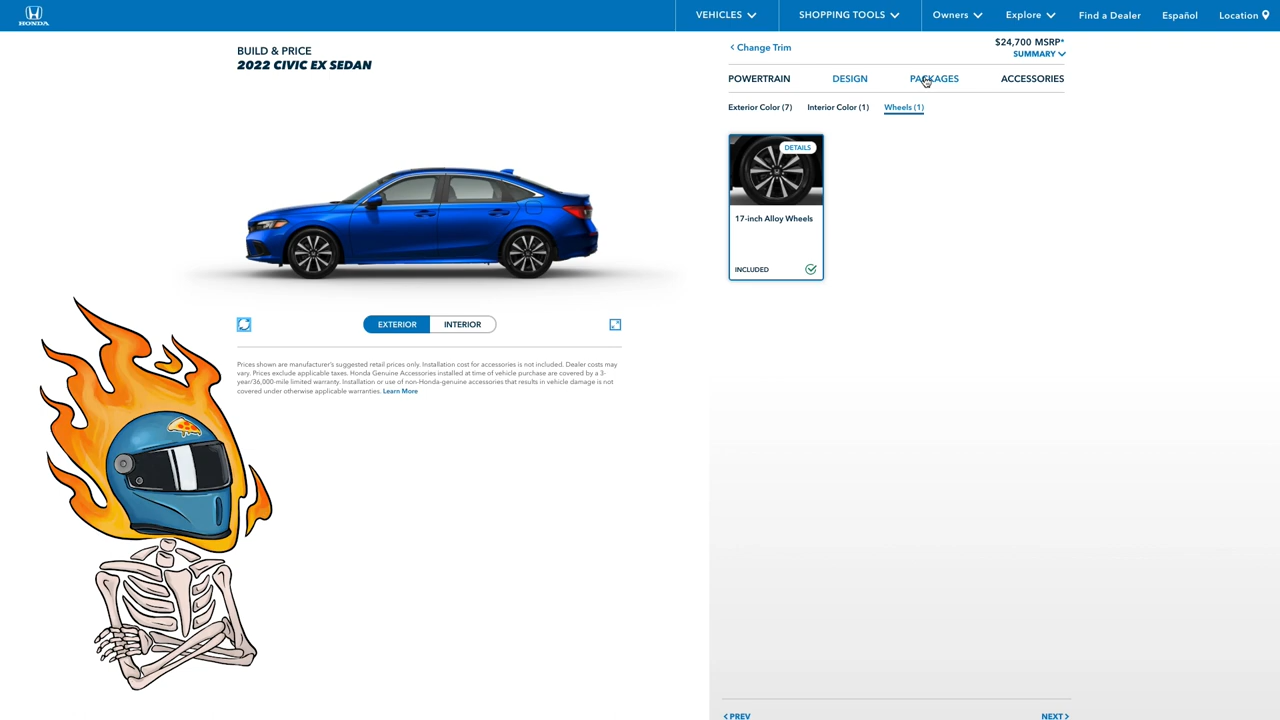 HONDA
VEHICLES
SHOPPING TOOLS
Owners
Explore
Find a Dealer
Español
Location
BUILD & PRICE
2022 CIVIC EX SEDAN
< Change Trim
$24,700 MSRP*
SUMMARY
POWERTRAIN
DESIGN
PACKAGES
ACCESSORIES
Exterior Color (7)
Interior Color (1)
Wheels (1)
DETAILS
17-inch Alloy Wheels
INCLUDED
EXTERIOR
INTERIOR
Prices shown are manufacturer's suggested retail prices only. Installation cost for accessories is not included. Dealer costs may
vary. Prices exclude applicable taxes. Honda Genuine Accessories installed at time of vehicle purchase are covered by a 3-
year/36,000-mile limited warranty. Installation or use of non-Honda-genuine accessories that results in vehicle damage is not
covered under otherwise applicable warranties. Learn More
< PREV
NEXT >